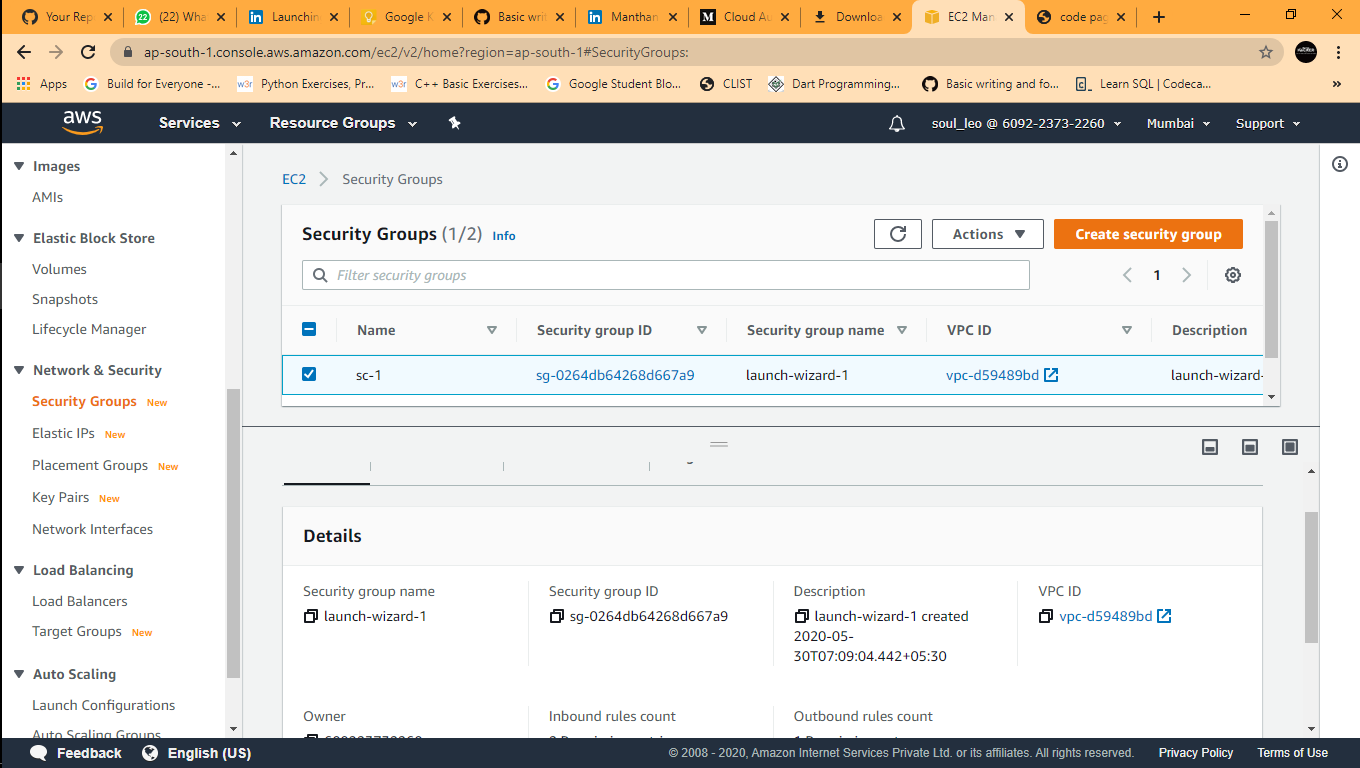 Your Rep
(22) Wha
Launchin
Google K
Basic wri
Manthan
Cloud Au
Downloa
EC2 Man
code pag
ap-south-1.console.aws.amazon.com/ec2/v2/home?region=ap-south-1#SecurityGroups:
Apps
Build for Everyone -...
Python Exercises, Pr...
C++ Basic Exercises...
Google Student Blo...
CLIST
Dart Programming...
Basic writing and fo...
Learn SQL | Codeca...
aws
Services
Resource Groups
soul_leo @ 6092-2373-2260
Mumbai
Support
Images
AMIs
Elastic Block Store
Volumes
Snapshots
Lifecycle Manager
Network & Security
Security Groups New
Elastic IPs New
Placement Groups New
Key Pairs New
Network Interfaces
Load Balancing
Load Balancers
Target Groups New
Auto Scaling
Launch Configurations
Auto Scaling Groups
EC2 > Security Groups
Security Groups (1/2) Info
Actions
Create security group
Filter security groups
1
Name
Security group ID
Security group name
VPC ID
Description
sc-1
sg-0264db64268d667a9
launch-wizard-1
vpc-d59489bd
launch-wizard-
Details
Security group name
launch-wizard-1
Security group ID
sg-0264db64268d667a9
Description
launch-wizard-1 created
2020-05-
30T07:09:04.442+05:30
VPC ID
vpc-d59489bd
Owner
Inbound rules count
Outbound rules count
Feedback
English (US)
© 2008 - 2020, Amazon Internet Services Private Ltd. or its affiliates. All rights reserved.
Privacy Policy
Terms of Use